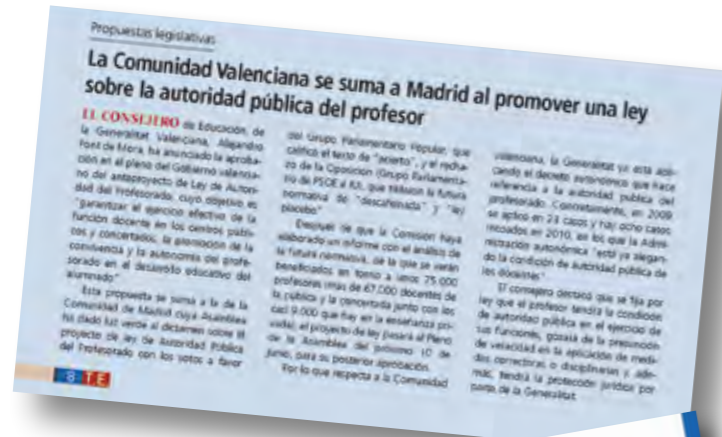 Propuestas legislativas
La Comunidad Valenciana se suma a Madrid al promover una ley
sobre la autoridad pública del profesor
EL CONSEJERO de Educación, de
la Generalitat Valenciana, Alejandro
Font de Mora, ha anunciado la aproba-
ción en el pleno del Gobierno valencia-
no del anteproyecto de Ley de Autori-
dad del Profesorado, cuyo objetivo es
"garantizar el ejercicio efectivo de la
función docente en los centros públi-
cos y concertados, la promoción de la
convivencia y la autonomía del profe-
sorado en el desarrollo educativo del
alumnado".
Esta propuesta se suma a la de la
Comunidad de Madrid cuya Asamblea
ha dado luz verde al dictamen sobre el
proyecto de ley de Autoridad Pública
del Profesorado con los votos a favor
del Grupo Parlamentario Popular, que
calificó el texto de "acierto", y el recha-
zo de la Oposición (Grupo Parlamenta-
rio de PSOE e IU), que tildaron la futura
normativa de "descafeinada" y "ley
placebo".
Después de que la Comisión haya
elaborado un informe con el análisis de
la futura normativa, de la que se verán
beneficiados en torno a unos 75.000
profesores (más de 67.000 docentes de
la pública y la concertada junto con los
casi 9.000 que hay en la enseñanza pri-
vada), el proyecto de ley pasará al Pleno
de la Asamblea del próximo 10 de
junio, para su posterior aprobación.
Por lo que respecta a la Comunidad
valenciana, la Generalitat ya está apli-
cando el decreto autonómico que hace
referencia a la autoridad pública del
profesorado. Concretamente, en 2009
se aplicó en 23 casos y hay ocho casos
incoados en 2010, en los que la Admi-
nistración autonómica "está ya alegan-
do la condición de autoridad pública de
los docentes".
El consejero destacó que se fija por
ley que el profesor tendrá la condición
de autoridad pública en el ejercicio de
sus funciones, gozará de la presunción
de veracidad en la aplicación de medi-
das correctoras o disciplinarias y, ade-
más, tendrá la protección jurídica por
parte de la Generalitat.
8 TE